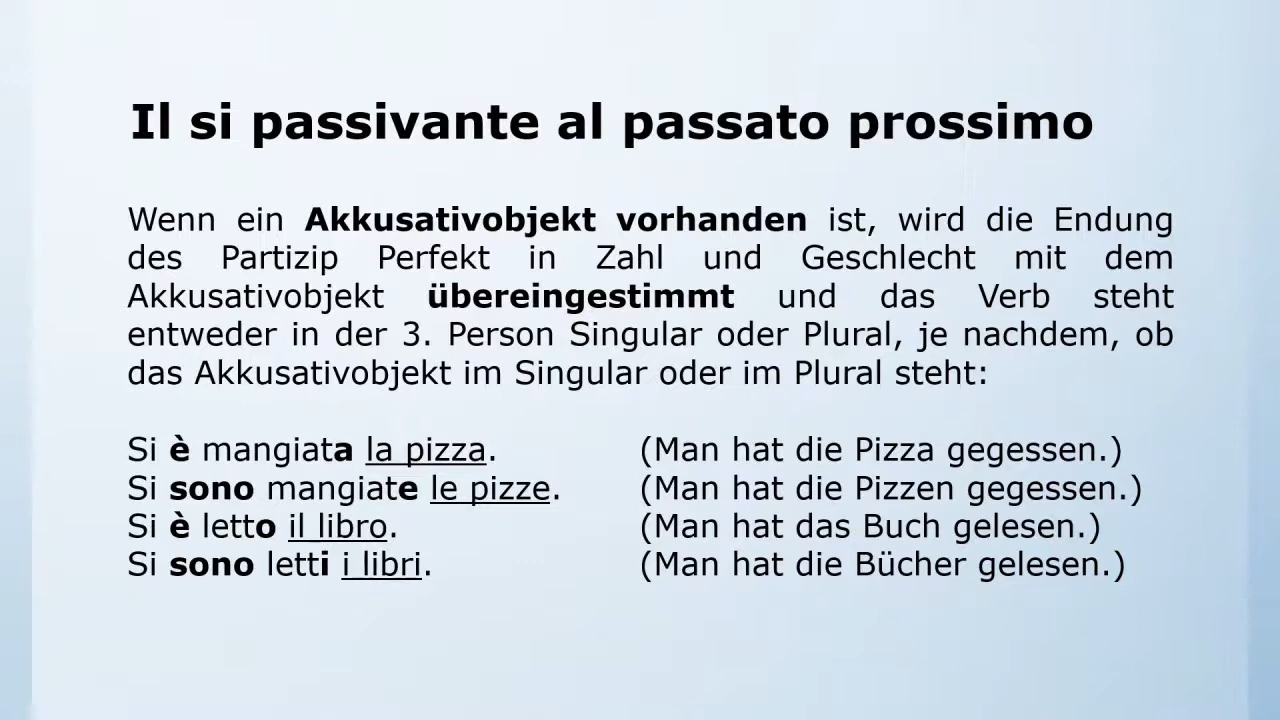 Il si passivante al passato prossimo
Wenn ein Akkusativobjekt vorhanden ist, wird die Endung
des Partizip Perfekt in Zahl und Geschlecht mit dem
Akkusativobjekt übereingestimmt und das Verb steht
entweder in der 3. Person Singular oder Plural, je nachdem, ob
das Akkusativobjekt im Singular oder im Plural steht:
Si è mangiata la pizza. (Man hat die Pizza gegessen.)
Si sono mangiate le pizze. (Man hat die Pizzen gegessen.)
Si è letto il libro. (Man hat das Buch gelesen.)
Si sono letti i libri. (Man hat die Bücher gelesen.)